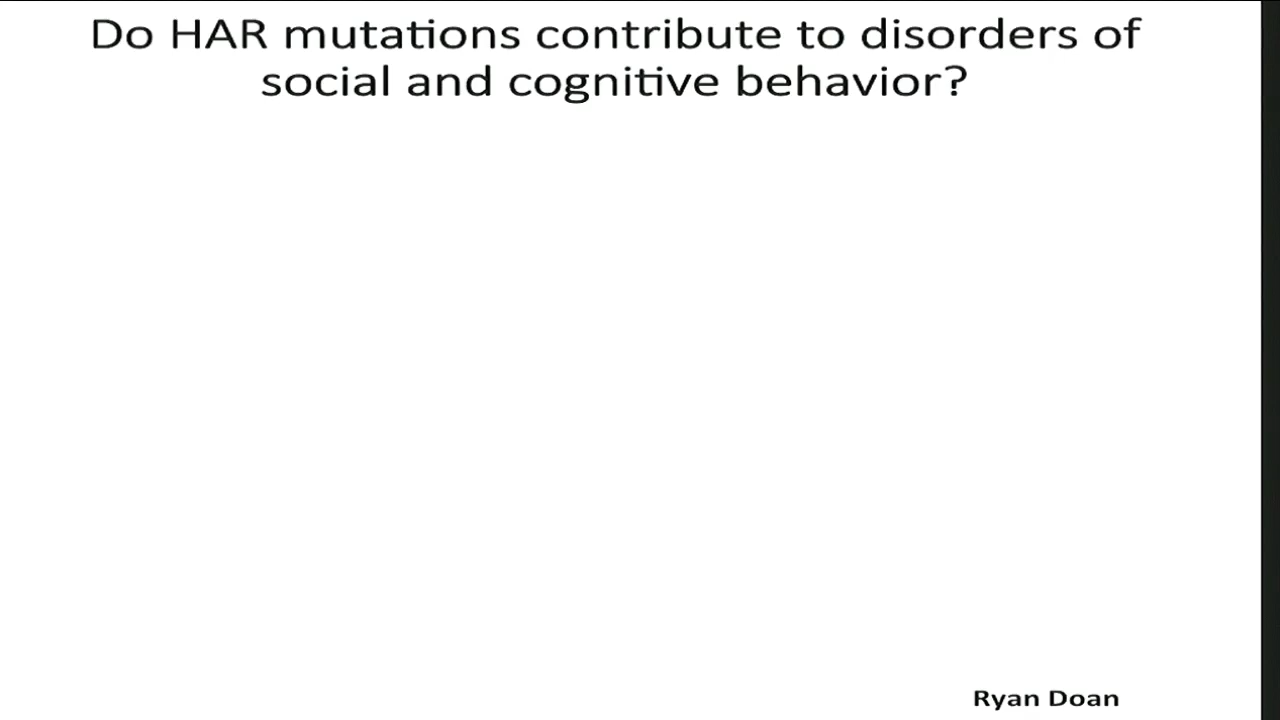 Do HAR mutations contribute to disorders of
social and cognitive behavior?
Ryan Doan